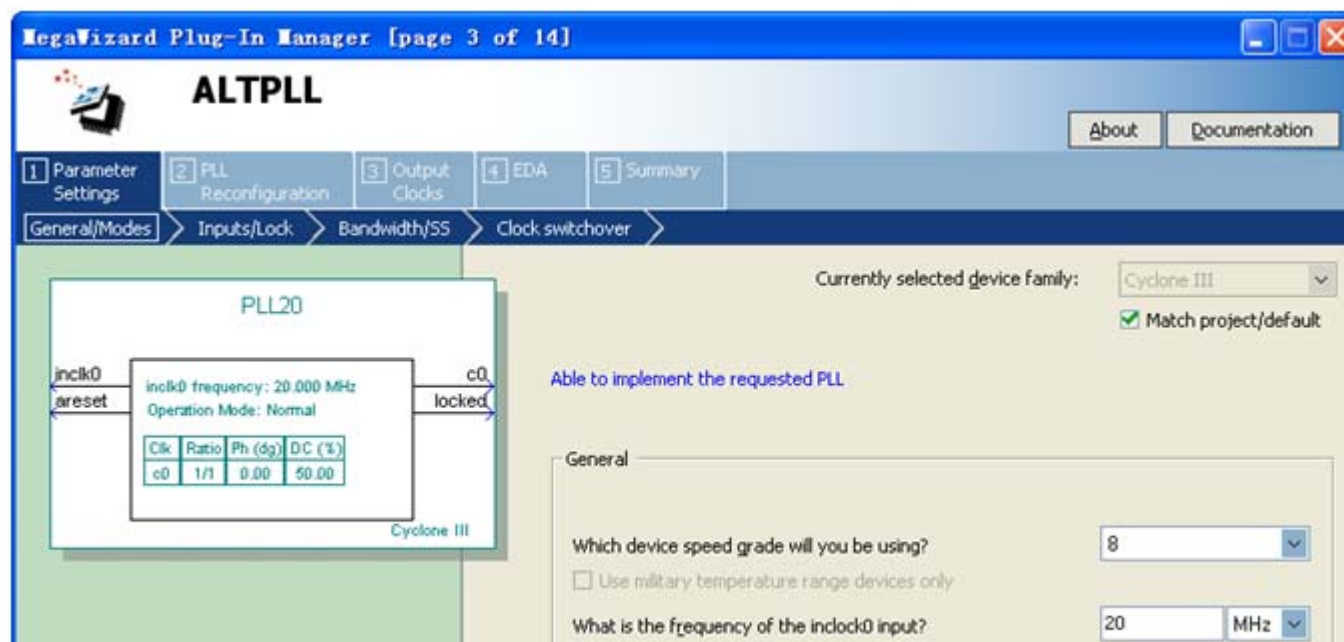 MegaWizard Plug-In Manager [page 3 of 14]
ALTPLL
About
Documentation
1 Parameter Settings
2 PLL Reconfiguration
3 Output Clocks
4 EDA
5 Summary
General/Modes
Inputs/Lock
Bandwidth/SS
Clock switchover
Currently selected device family:
Cyclone III
Match project/default
PLL20
inclk0
areset
inclk0 frequency: 20.000 MHz
Operation Mode: Normal
Clk Ratio Ph (dg) DC (%)
c0 1/1 0.00 50.00
c0
locked
Cyclone III
Able to implement the requested PLL
General
Which device speed grade will you be using?
8
Use military temperature range devices only
What is the frequency of the inclock0 input?
20
MHz